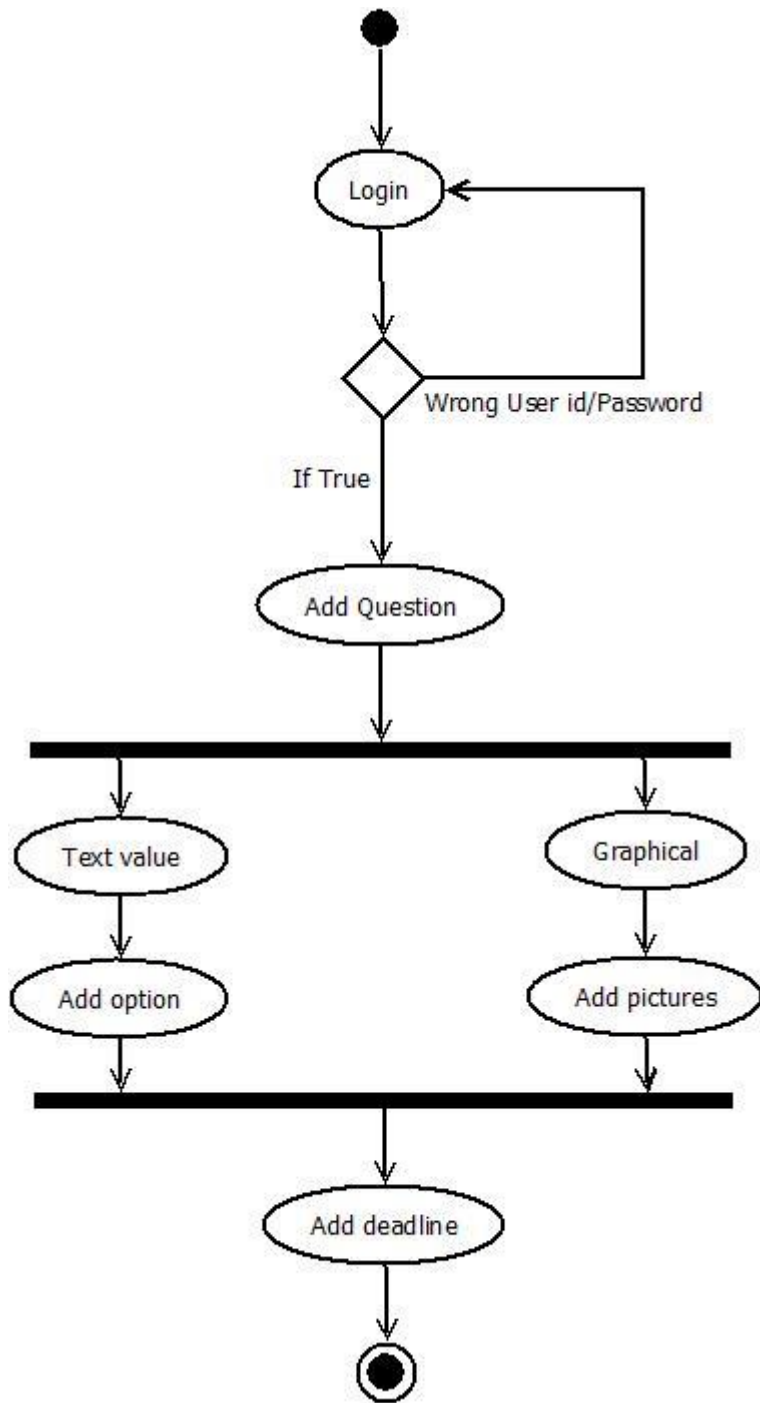 Login
Wrong User id/Password
If True
Add Question
Text value
Graphical
Add option
Add pictures
Add deadline